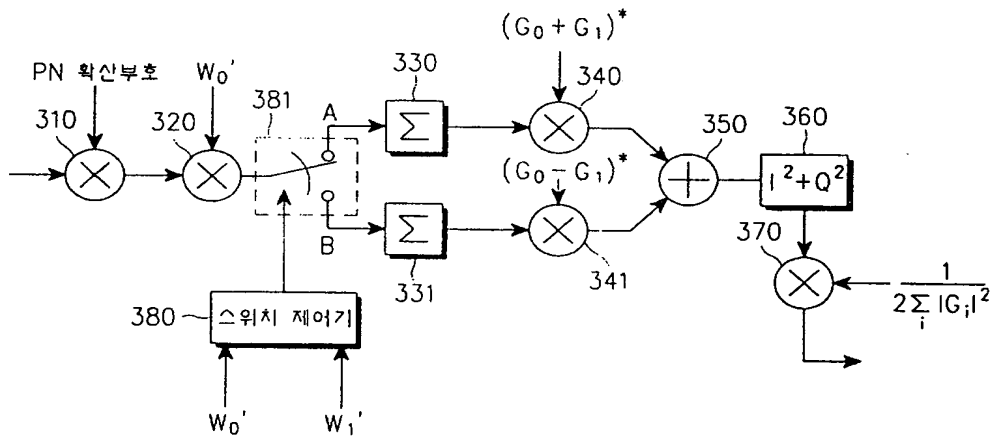 (G₀ + G₁)*
PN 확산부호
W₀'
310
320
381
A
330
Σ
340
350
360
I²+Q²
(G₀ - G₁)*
B
Σ
331
341
370
1
2Σ |Gᵢ|²
i
380
스위치 제어기
W₀'
W₁'